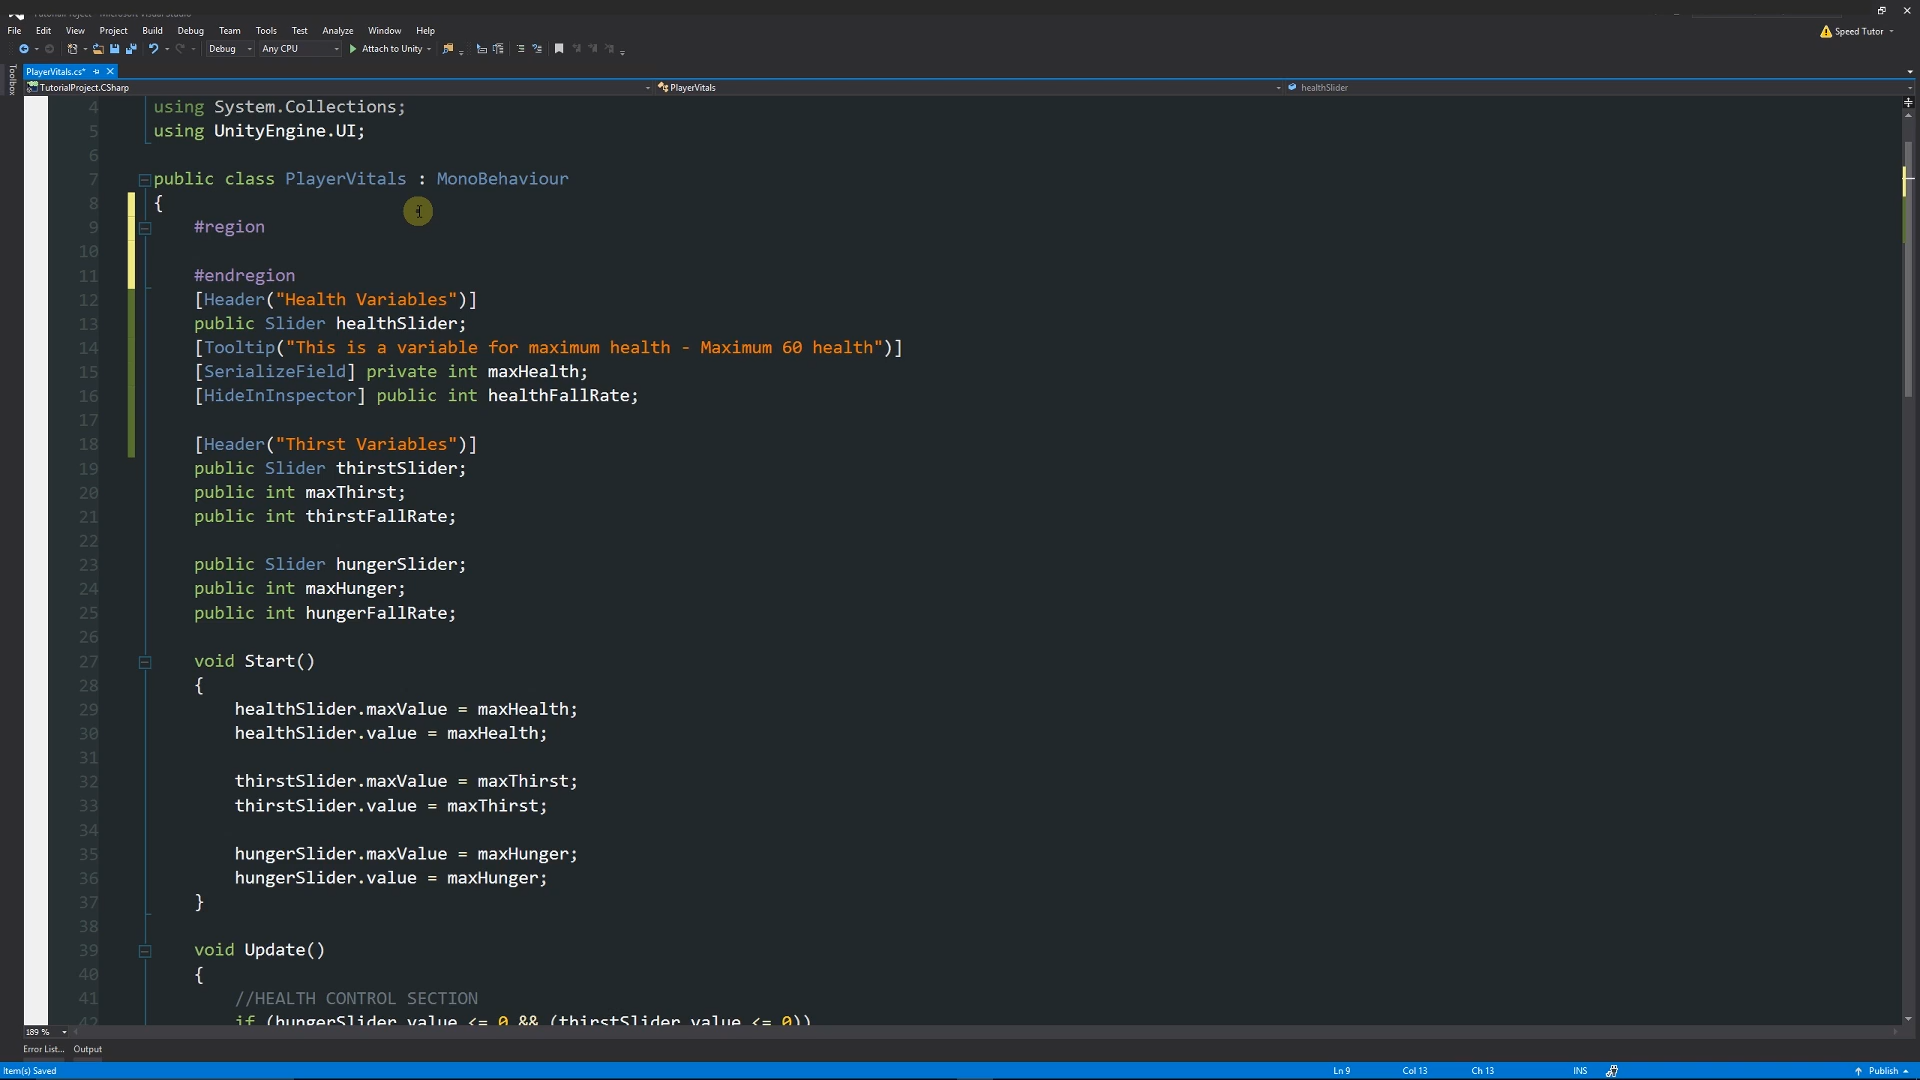 File Edit View Project Build Debug Team Tools Test Analyze Window Help
Speed Tutor
Debug Any CPU Attach to Unity
PlayerVitals.cs*
Toolbox
TutorialProject.CSharp PlayerVitals healthSlider
4 using System.Collections;
5 using UnityEngine.UI;
6
7 public class PlayerVitals : MonoBehaviour
8 {
9 #region
10
11 #endregion
12 [Header("Health Variables")]
13 public Slider healthSlider;
14 [Tooltip("This is a variable for maximum health - Maximum 60 health")]
15 [SerializeField] private int maxHealth;
16 [HideInInspector] public int healthFallRate;
17
18 [Header("Thirst Variables")]
19 public Slider thirstSlider;
20 public int maxThirst;
21 public int thirstFallRate;
22
23 public Slider hungerSlider;
24 public int maxHunger;
25 public int hungerFallRate;
26
27 void Start()
28 {
29 healthSlider.maxValue = maxHealth;
30 healthSlider.value = maxHealth;
31
32 thirstSlider.maxValue = maxThirst;
33 thirstSlider.value = maxThirst;
34
35 hungerSlider.maxValue = maxHunger;
36 hungerSlider.value = maxHunger;
37 }
38
39 void Update()
40 {
41 //HEALTH CONTROL SECTION
42 if (hungerSlider.value <= 0 && (thirstSlider.value <= 0))
189 %
Error List... Output
Item(s) Saved Ln 9 Col 13 Ch 13 INS Publish